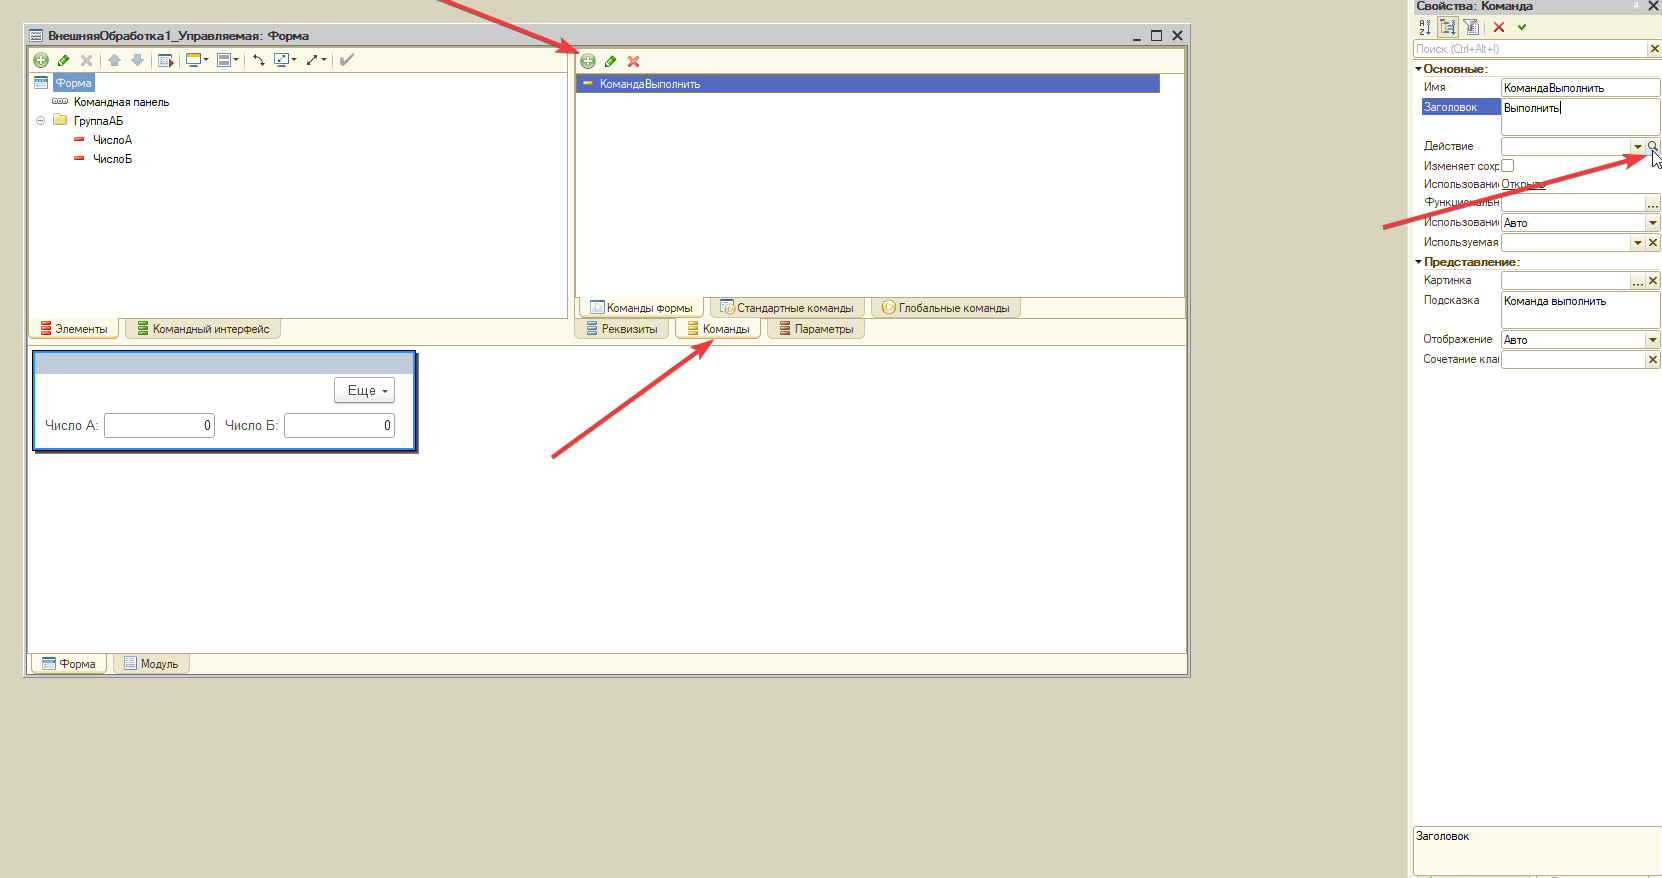 Свойства: Команда
Поиск (Ctrl+Alt+I)
Основные:
Имя КомандаВыполнить
Заголовок Выполнить
Действие
Изменяет сохр
Использовани Открыть
Функциональн
Использовани Авто
Используемая
Представление:
Картинка
Подсказка Команда выполнить
Отображение Авто
Сочетание кла
Заголовок
ВнешняяОбработка1_Управляемая: Форма
Форма
Командная панель
ГруппаАБ
ЧислоА
ЧислоБ
Элементы Командный интерфейс
КомандаВыполнить
Команды формы Стандартные команды Глобальные команды
Реквизиты Команды Параметры
Еще
Число А: 0 Число Б: 0
Форма Модуль